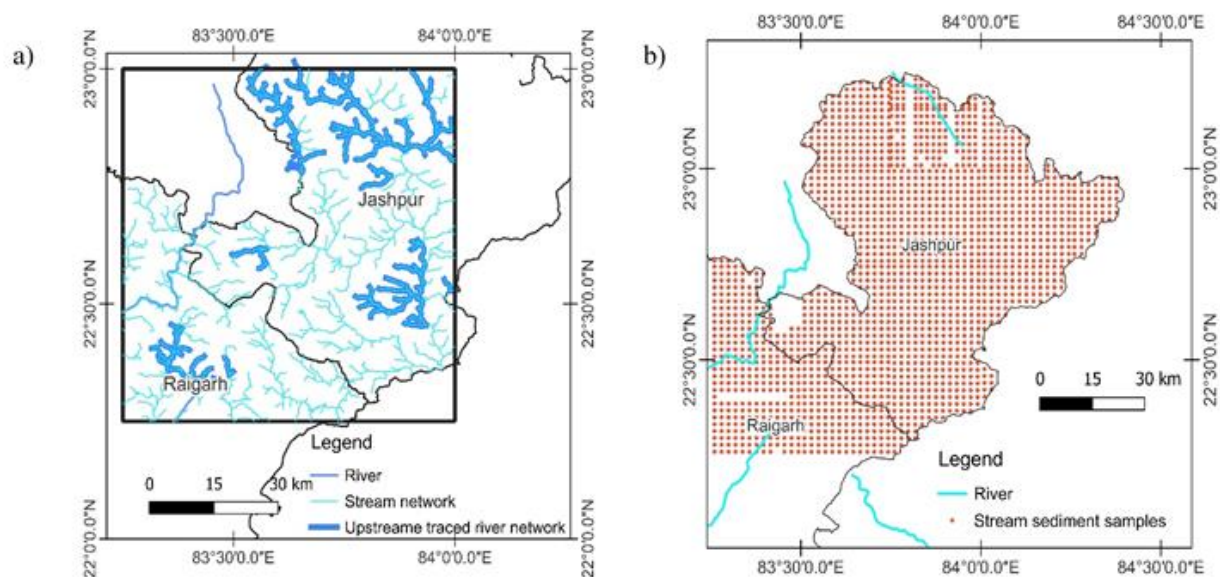 a)
83°30'0.0"E 84°0'0.0"E
23°0'0.0"N
22°30'0.0"N
22°0'0.0"N
Jashpur
Raigarh
23°0'0.0"N
22°30'0.0"N
22°0'0.0"N
Legend
River
Stream network
Upstreame traced river network
0 15 30 km
83°30'0.0"E 84°0'0.0"E
b)
83°30'0.0"E 84°0'0.0"E 84°30'0.0"E
23°0'0.0"N
22°30'0.0"N
Jashpur
Raigarh
23°0'0.0"N
22°30'0.0"N
0 15 30 km
Legend
River
Stream sediment samples
83°30'0.0"E 84°0'0.0"E 84°30'0.0"E